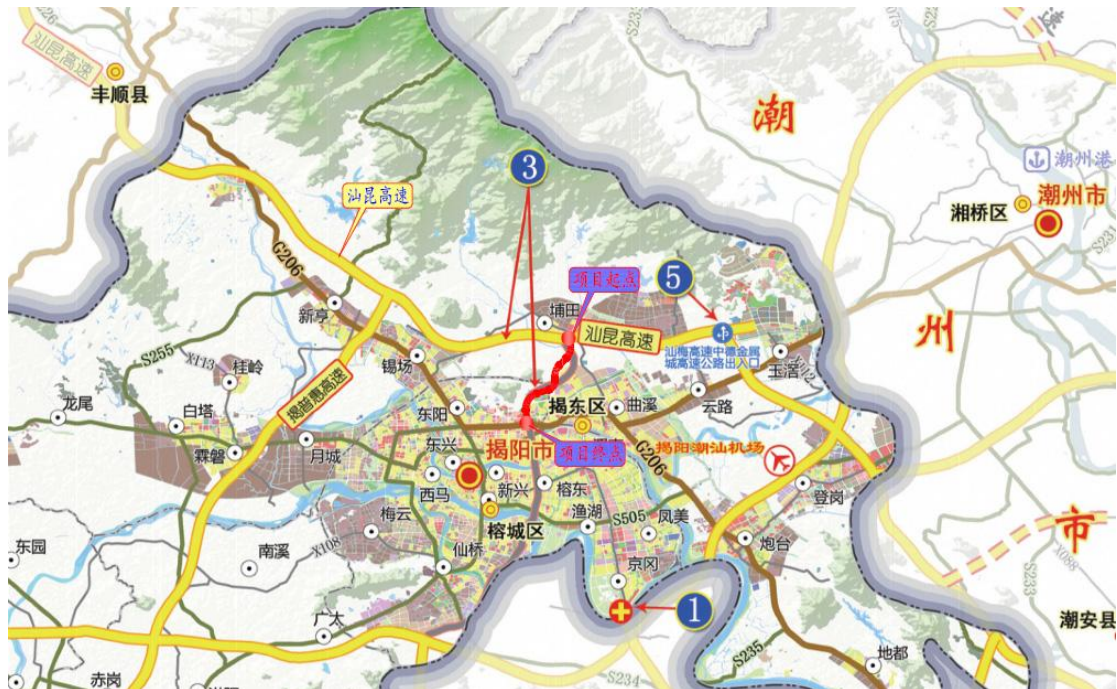 汕昆高速
丰顺县
潮
州
市
潮州港
潮州市
湘桥区
3
汕昆高速
G206
项目起点
5
新亨
埔田
汕昆高速
汕梅高速中德金属
城高速公路出入口
玉滘
S255
X113
桂岭
锡场
揭普惠高速
龙尾
白塔
东阳
揭东区
曲溪
云路
霖磐
月城
东兴
揭阳市
项目终点
G206
揭阳潮汕机场
西马
新兴
榕东
登岗
榕城区
渔湖
S505
凤美
梅云
东园
南溪
X108
仙桥
炮台
京冈
1
广太
潮安县
S235
地都
赤岗
S234
S233
S231